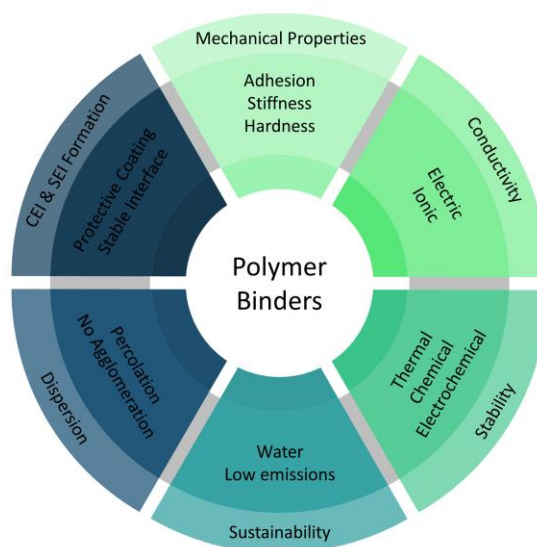 Mechanical Properties
Adhesion
Stiffness
Hardness
Conductivity
Electric
Ionic
Stability
Thermal
Chemical
Electrochemical
Sustainability
Water
Low emissions
Dispersion
Percolation
No Agglomeration
CEI & SEI Formation
Protective Coating
Stable Interface
Polymer
Binders